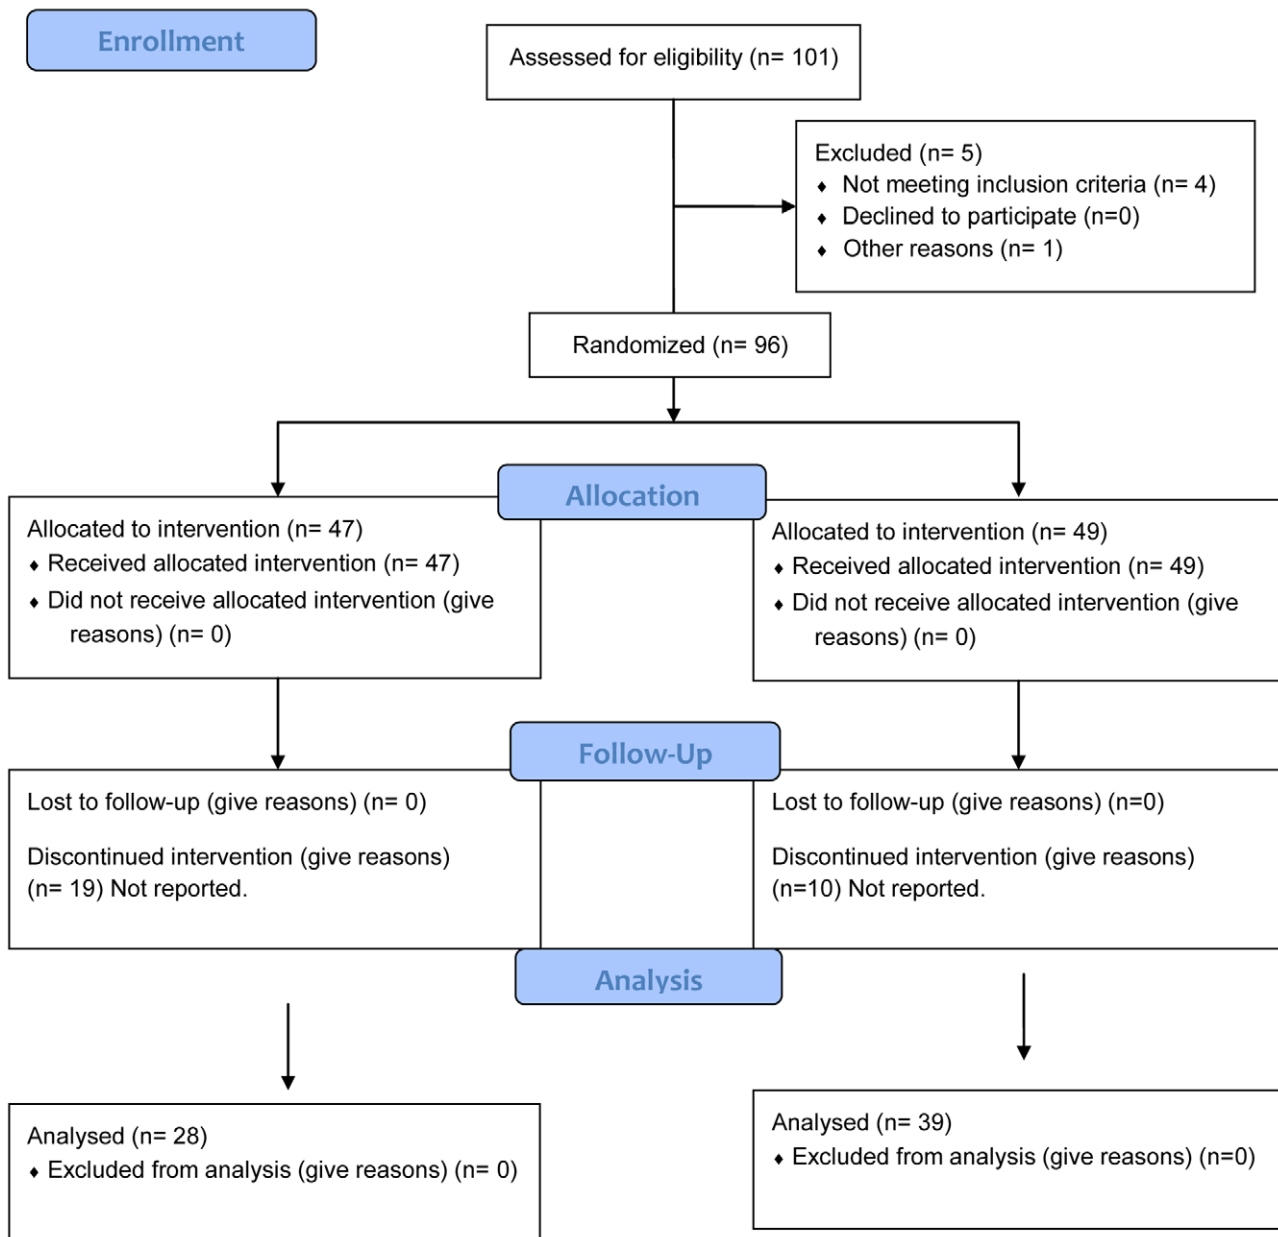 Enrollment
Assessed for eligibility (n= 101)
Excluded (n= 5)
♦ Not meeting inclusion criteria (n= 4)
♦ Declined to participate (n=0)
♦ Other reasons (n= 1)
Randomized (n= 96)
Allocation
Allocated to intervention (n= 47)
♦ Received allocated intervention (n= 47)
♦ Did not receive allocated intervention (give
reasons) (n= 0)
Allocated to intervention (n= 49)
♦ Received allocated intervention (n= 49)
♦ Did not receive allocated intervention (give
reasons) (n= 0)
Follow-Up
Lost to follow-up (give reasons) (n= 0)
Discontinued intervention (give reasons)
(n= 19) Not reported.
Lost to follow-up (give reasons) (n=0)
Discontinued intervention (give reasons)
(n=10) Not reported.
Analysis
Analysed (n= 28)
♦ Excluded from analysis (give reasons) (n= 0)
Analysed (n= 39)
♦ Excluded from analysis (give reasons) (n=0)